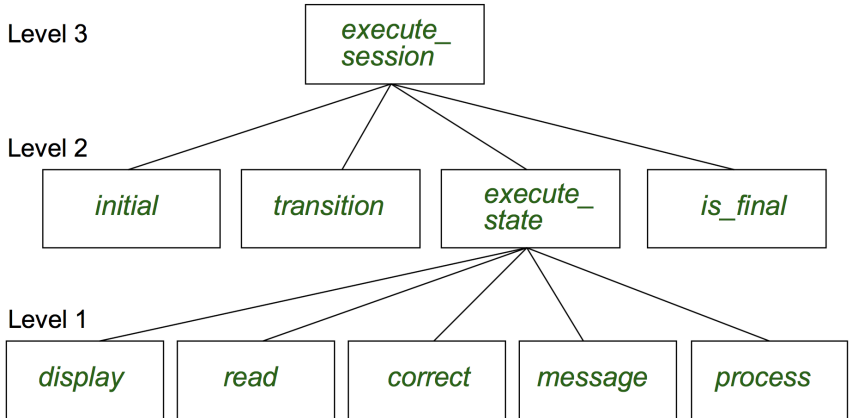 Level 3
execute_
session
Level 2
initial
transition
execute_
state
is_final
Level 1
display
read
correct
message
process